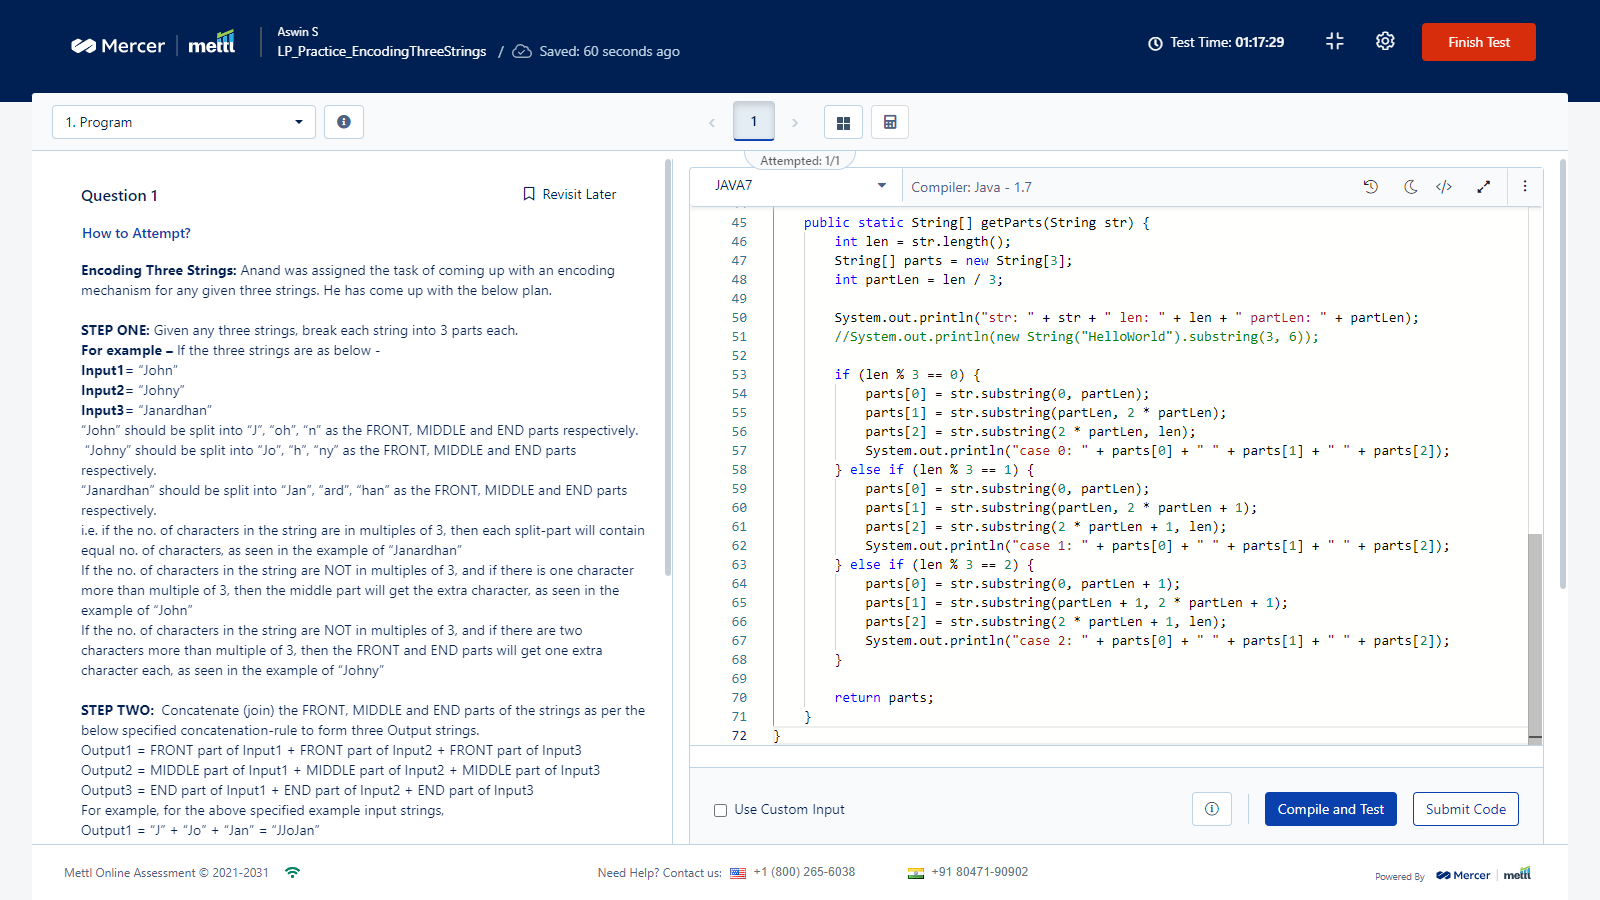 Mercer | mettl
Aswin S
LP_Practice_EncodingThreeStrings / Saved: 60 seconds ago
Test Time: 01:17:29
Finish Test
1. Program
1
Attempted: 1/1
Question 1
Revisit Later
How to Attempt?
Encoding Three Strings: Anand was assigned the task of coming up with an encoding
mechanism for any given three strings. He has come up with the below plan.
STEP ONE: Given any three strings, break each string into 3 parts each.
For example – If the three strings are as below -
Input1= “John”
Input2= “Johny”
Input3= “Janardhan”
“John” should be split into “J”, “oh”, “n” as the FRONT, MIDDLE and END parts respectively.
“Johny” should be split into “Jo”, “h”, “ny” as the FRONT, MIDDLE and END parts
respectively.
“Janardhan” should be split into “Jan”, “ard”, “han” as the FRONT, MIDDLE and END parts
respectively.
i.e. if the no. of characters in the string are in multiples of 3, then each split-part will contain
equal no. of characters, as seen in the example of “Janardhan”
If the no. of characters in the string are NOT in multiples of 3, and if there is one character
more than multiple of 3, then the middle part will get the extra character, as seen in the
example of “John”
If the no. of characters in the string are NOT in multiples of 3, and if there are two
characters more than multiple of 3, then the FRONT and END parts will get one extra
character each, as seen in the example of “Johny”
STEP TWO: Concatenate (join) the FRONT, MIDDLE and END parts of the strings as per the
below specified concatenation-rule to form three Output strings.
Output1 = FRONT part of Input1 + FRONT part of Input2 + FRONT part of Input3
Output2 = MIDDLE part of Input1 + MIDDLE part of Input2 + MIDDLE part of Input3
Output3 = END part of Input1 + END part of Input2 + END part of Input3
For example, for the above specified example input strings,
Output1 = “J” + “Jo” + “Jan” = “JJoJan”
JAVA7
Compiler: Java - 1.7
45 public static String[] getParts(String str) {
46 int len = str.length();
47 String[] parts = new String[3];
48 int partLen = len / 3;
49
50 System.out.println("str: " + str + " len: " + len + " partLen: " + partLen);
51 //System.out.println(new String("HelloWorld").substring(3, 6));
52
53 if (len % 3 == 0) {
54 parts[0] = str.substring(0, partLen);
55 parts[1] = str.substring(partLen, 2 * partLen);
56 parts[2] = str.substring(2 * partLen, len);
57 System.out.println("case 0: " + parts[0] + " " + parts[1] + " " + parts[2]);
58 } else if (len % 3 == 1) {
59 parts[0] = str.substring(0, partLen);
60 parts[1] = str.substring(partLen, 2 * partLen + 1);
61 parts[2] = str.substring(2 * partLen + 1, len);
62 System.out.println("case 1: " + parts[0] + " " + parts[1] + " " + parts[2]);
63 } else if (len % 3 == 2) {
64 parts[0] = str.substring(0, partLen + 1);
65 parts[1] = str.substring(partLen + 1, 2 * partLen + 1);
66 parts[2] = str.substring(2 * partLen + 1, len);
67 System.out.println("case 2: " + parts[0] + " " + parts[1] + " " + parts[2]);
68 }
69
70 return parts;
71 }
72 }
Use Custom Input
Compile and Test
Submit Code
Mettl Online Assessment © 2021-2031
Need Help? Contact us: +1 (800) 265-6038
+91 80471-90902
Powered By Mercer | mettl